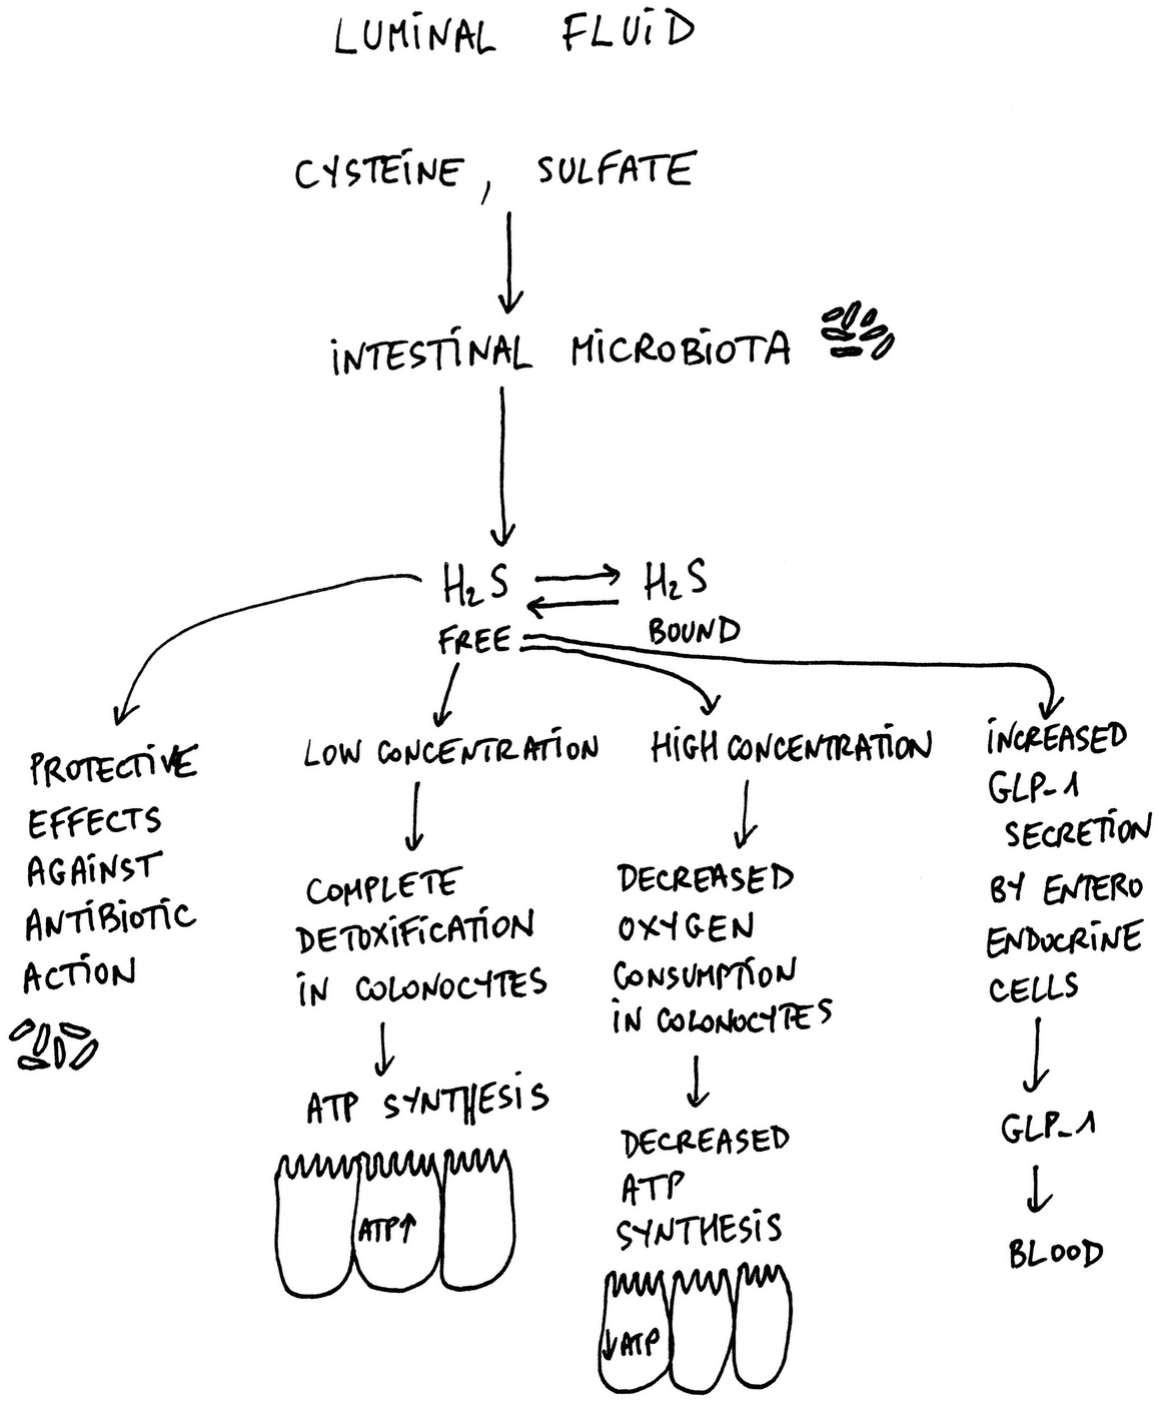 LUMINAL FLUID
CYSTEINE, SULFATE
INTESTINAL MICROBIOTA
H₂S
H₂S
FREE
BOUND
PROTECTIVE
EFFECTS
AGAINST
ANTIBIOTIC
ACTION
LOW CONCENTRATION
COMPLETE
DETOXIFICATION
IN COLONOCYTES
ATP SYNTHESIS
ATP↑
HIGH CONCENTRATION
DECREASED
OXYGEN
CONSUMPTION
IN COLONOCYTES
DECREASED
ATP
SYNTHESIS
↓ATP
INCREASED
GLP-1
SECRETION
BY ENTERO
ENDOCRINE
CELLS
GLP-1
BLOOD